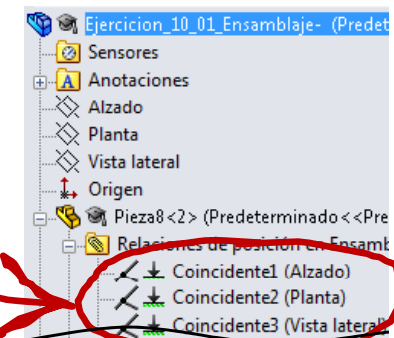 Ejercicion_10_01_Ensamblaje- (Predet
Sensores
A Anotaciones
Alzado
Planta
Vista lateral
Origen
Pieza8<2> (Predeterminado<<Pre
Relaciones de posición en Ensamb
Coincidente1 (Alzado)
Coincidente2 (Planta)
Coincidente3 (Vista lateral)